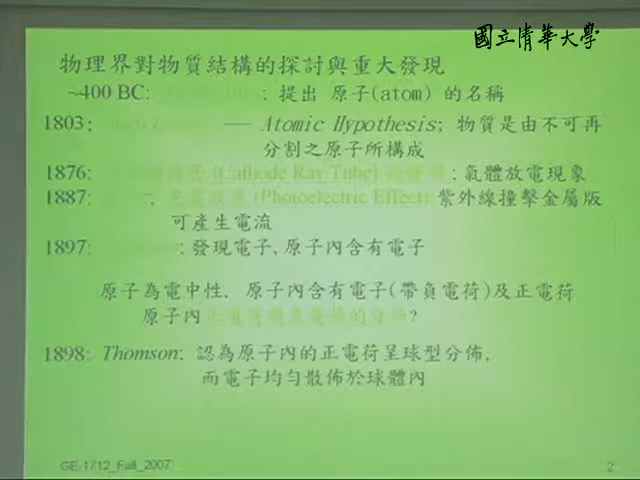 國立清華大學
物理界對物質結構的探討與重大發現
~400 BC: : 提出 原子(atom) 的名稱
1803: — Atomic Hypothesis; 物質是由不可再
分割之原子所構成
1876: (Cathode Ray Tube) : 氣體放電現象
1887: : (Photoelectric Effect) 紫外線撞擊金屬版
可產生電流
1897: : 發現電子、原子內含有電子
原子為電中性, 原子內含有電子(帶負電荷)及正電荷
原子內 ?
1898: Thomson: 認為原子內的正電荷呈球型分佈,
而電子均勻散佈於球體內
GE-1712_Fall_2007
2